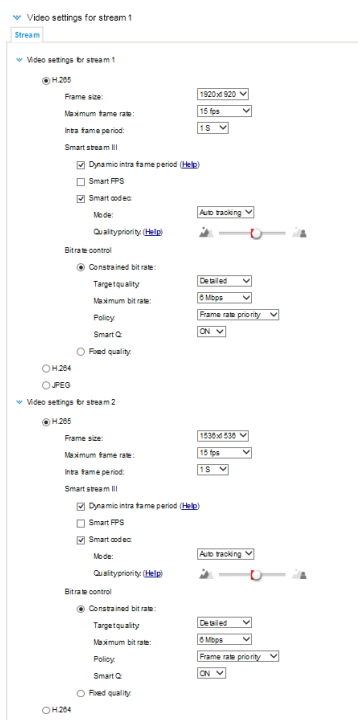 Video settings for stream 1
Stream
Video settings for stream 1
H.265
Frame size: 1920x1920
Maximum frame rate: 15 fps
Intra frame period: 1 S
Smart stream III
Dynamic intra frame period (Help)
Smart FPS
Smart codec:
Mode: Auto tracking
Quality priority: (Help)
Bit rate control
Constrained bit rate:
Target quality: Detailed
Maximum bit rate: 6 Mbps
Policy: Frame rate priority
Smart Q: ON
Fixed quality:
H.264
JPEG
Video settings for stream 2
H.265
Frame size: 1536x1536
Maximum frame rate: 15 fps
Intra frame period: 1 S
Smart stream III
Dynamic intra frame period (Help)
Smart FPS
Smart codec:
Mode: Auto tracking
Quality priority: (Help)
Bit rate control
Constrained bit rate:
Target quality: Detailed
Maximum bit rate: 6 Mbps
Policy: Frame rate priority
Smart Q: ON
Fixed quality:
H.264